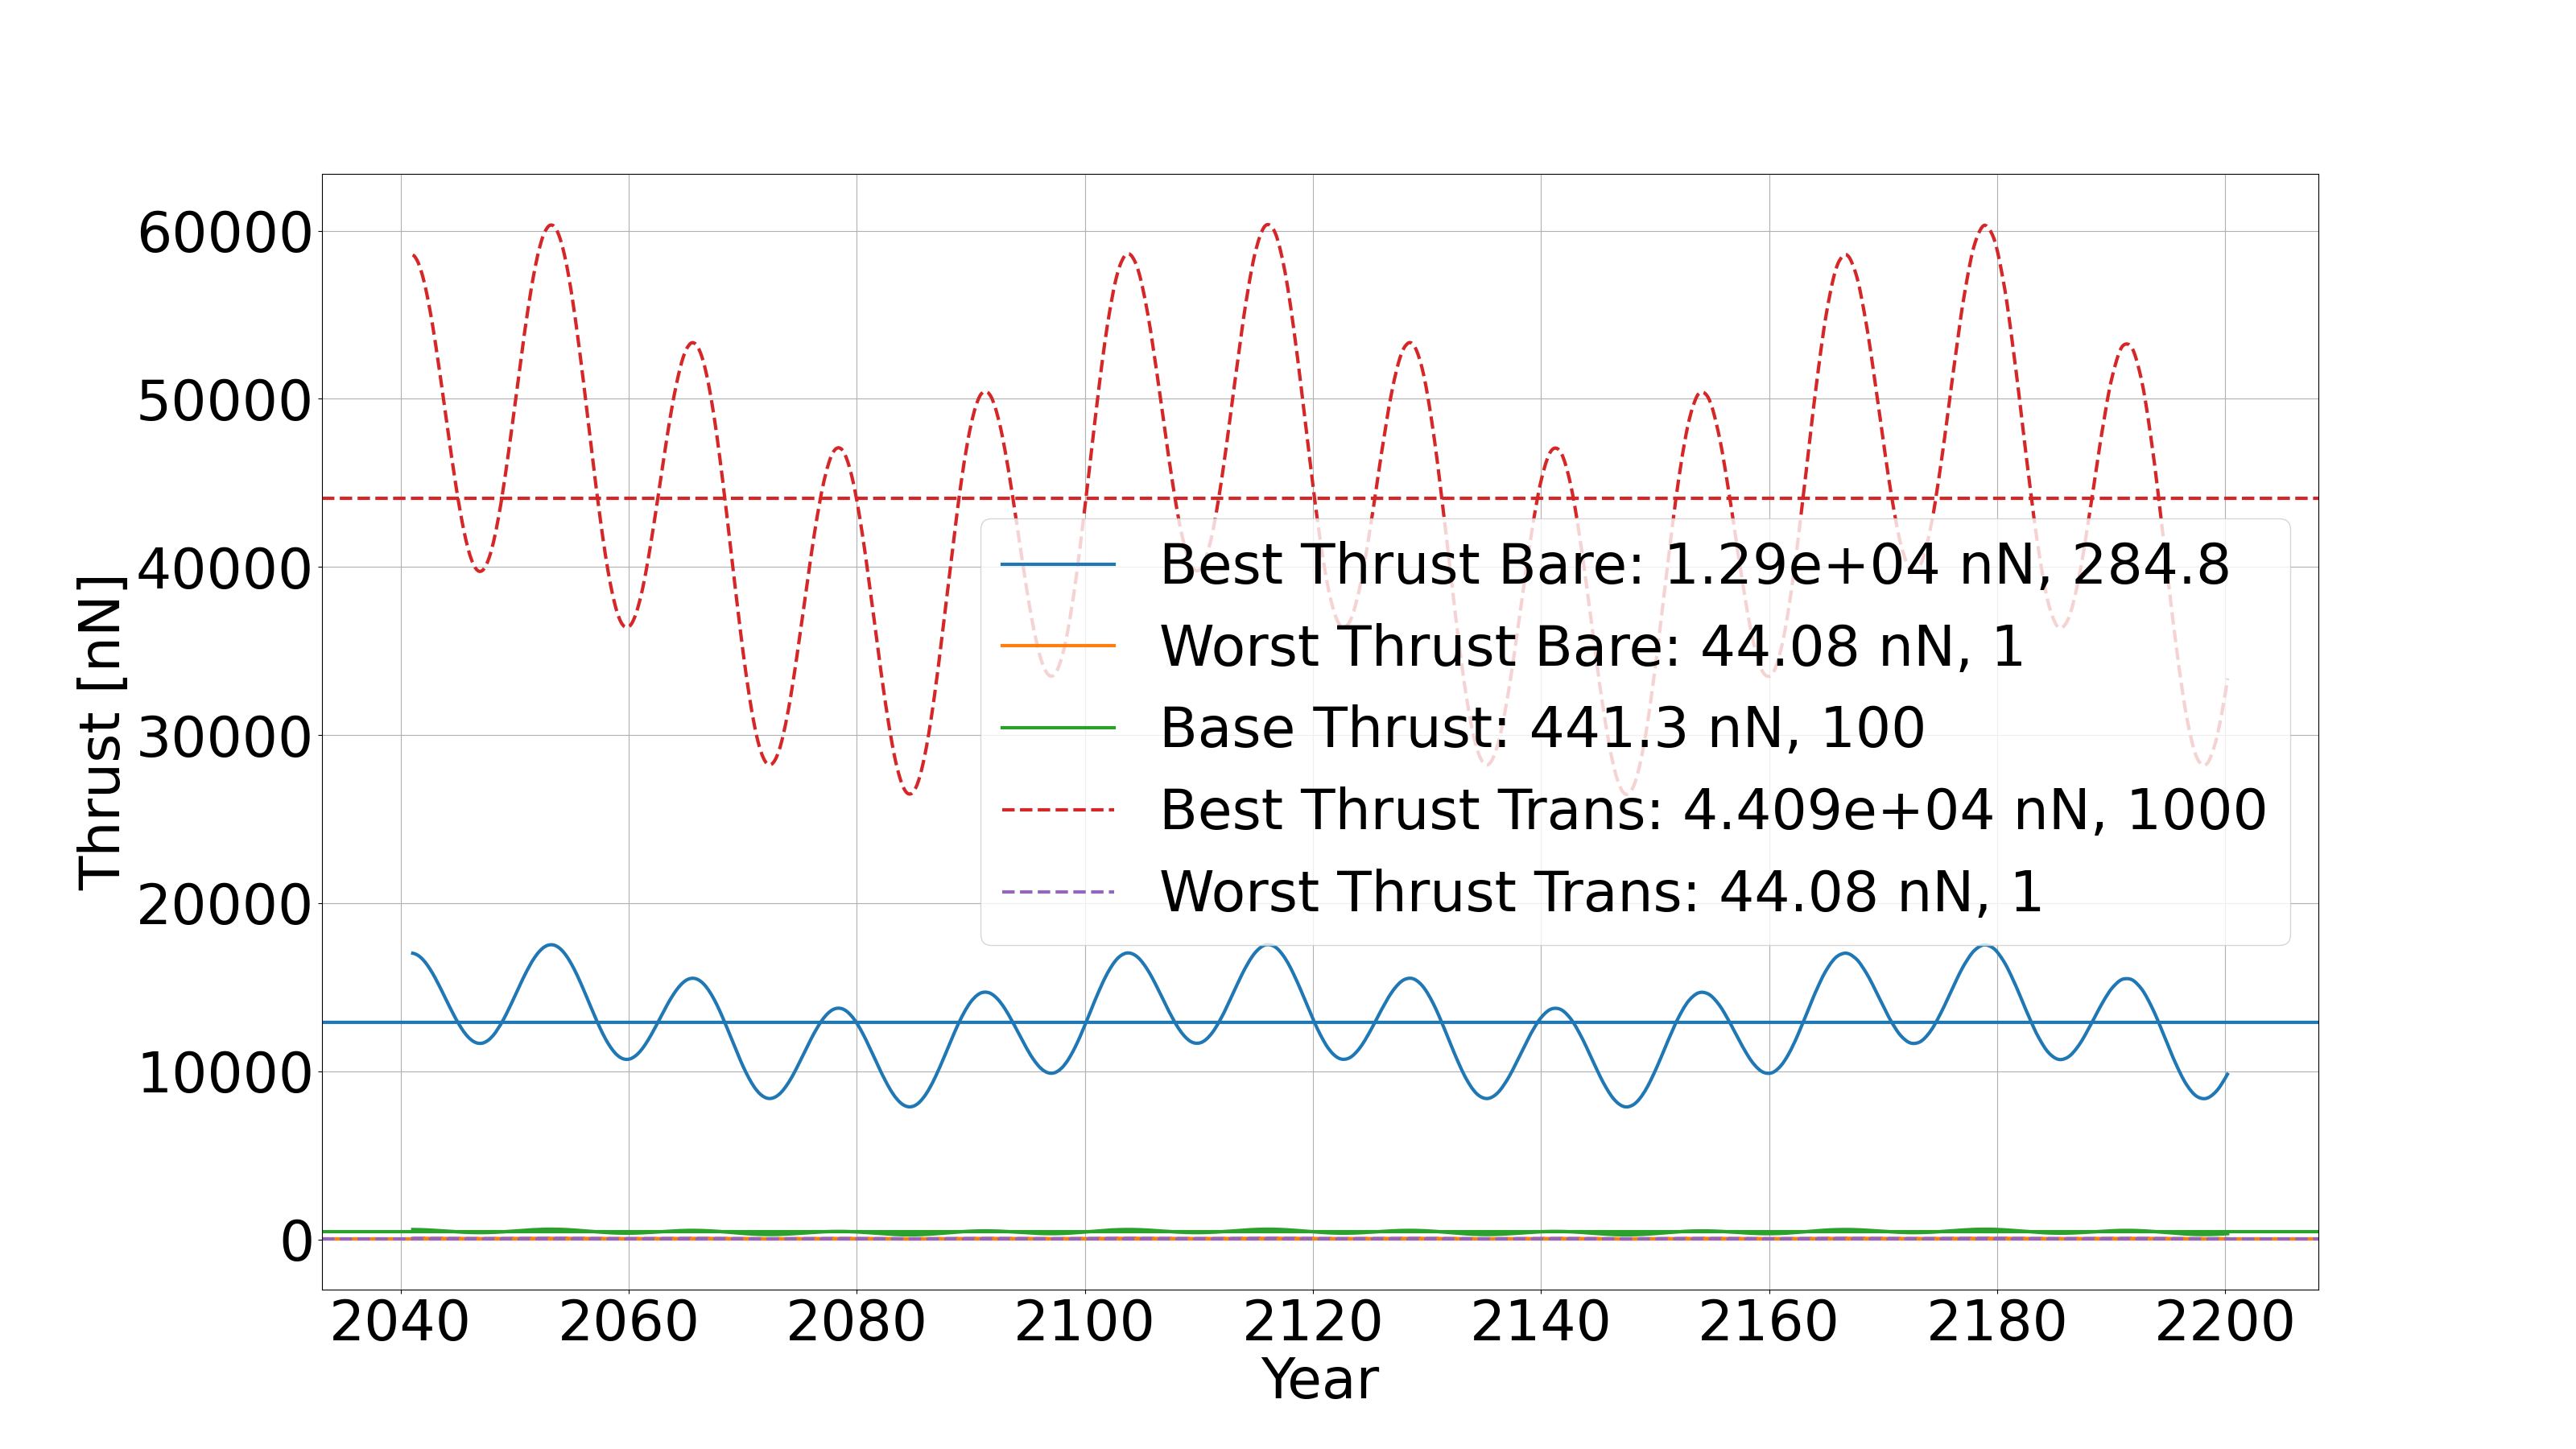 60000
50000
40000
30000
20000
10000
0
Thrust [nN]
Best Thrust Bare: 1.29e+04 nN, 284.8
Worst Thrust Bare: 44.08 nN, 1
Base Thrust: 441.3 nN, 100
Best Thrust Trans: 4.409e+04 nN, 1000
Worst Thrust Trans: 44.08 nN, 1
2040 2060 2080 2100 2120 2140 2160 2180 2200
Year